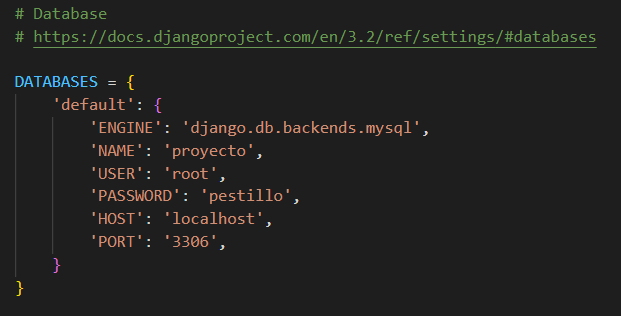 # Database
# https://docs.djangoproject.com/en/3.2/ref/settings/#databases
DATABASES = {
    'default': {
        'ENGINE': 'django.db.backends.mysql',
        'NAME': 'proyecto',
        'USER': 'root',
        'PASSWORD': 'pestillo',
        'HOST': 'localhost',
        'PORT': '3306',
    }
}